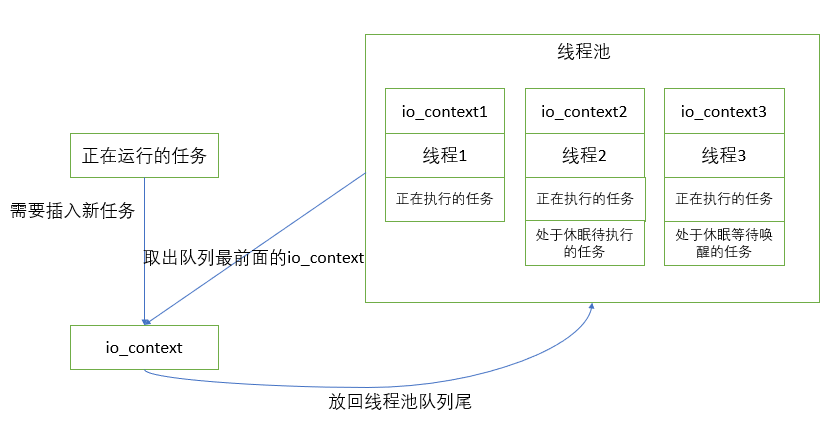 线程池
io_context1
io_context2
io_context3
线程1
线程2
线程3
正在执行的任务
正在执行的任务
正在执行的任务
处于休眠待执行
的任务
处于休眠等待唤
醒的任务
正在运行的任务
需要插入新任务
取出队列最前面的io_context
io_context
放回线程池队列尾